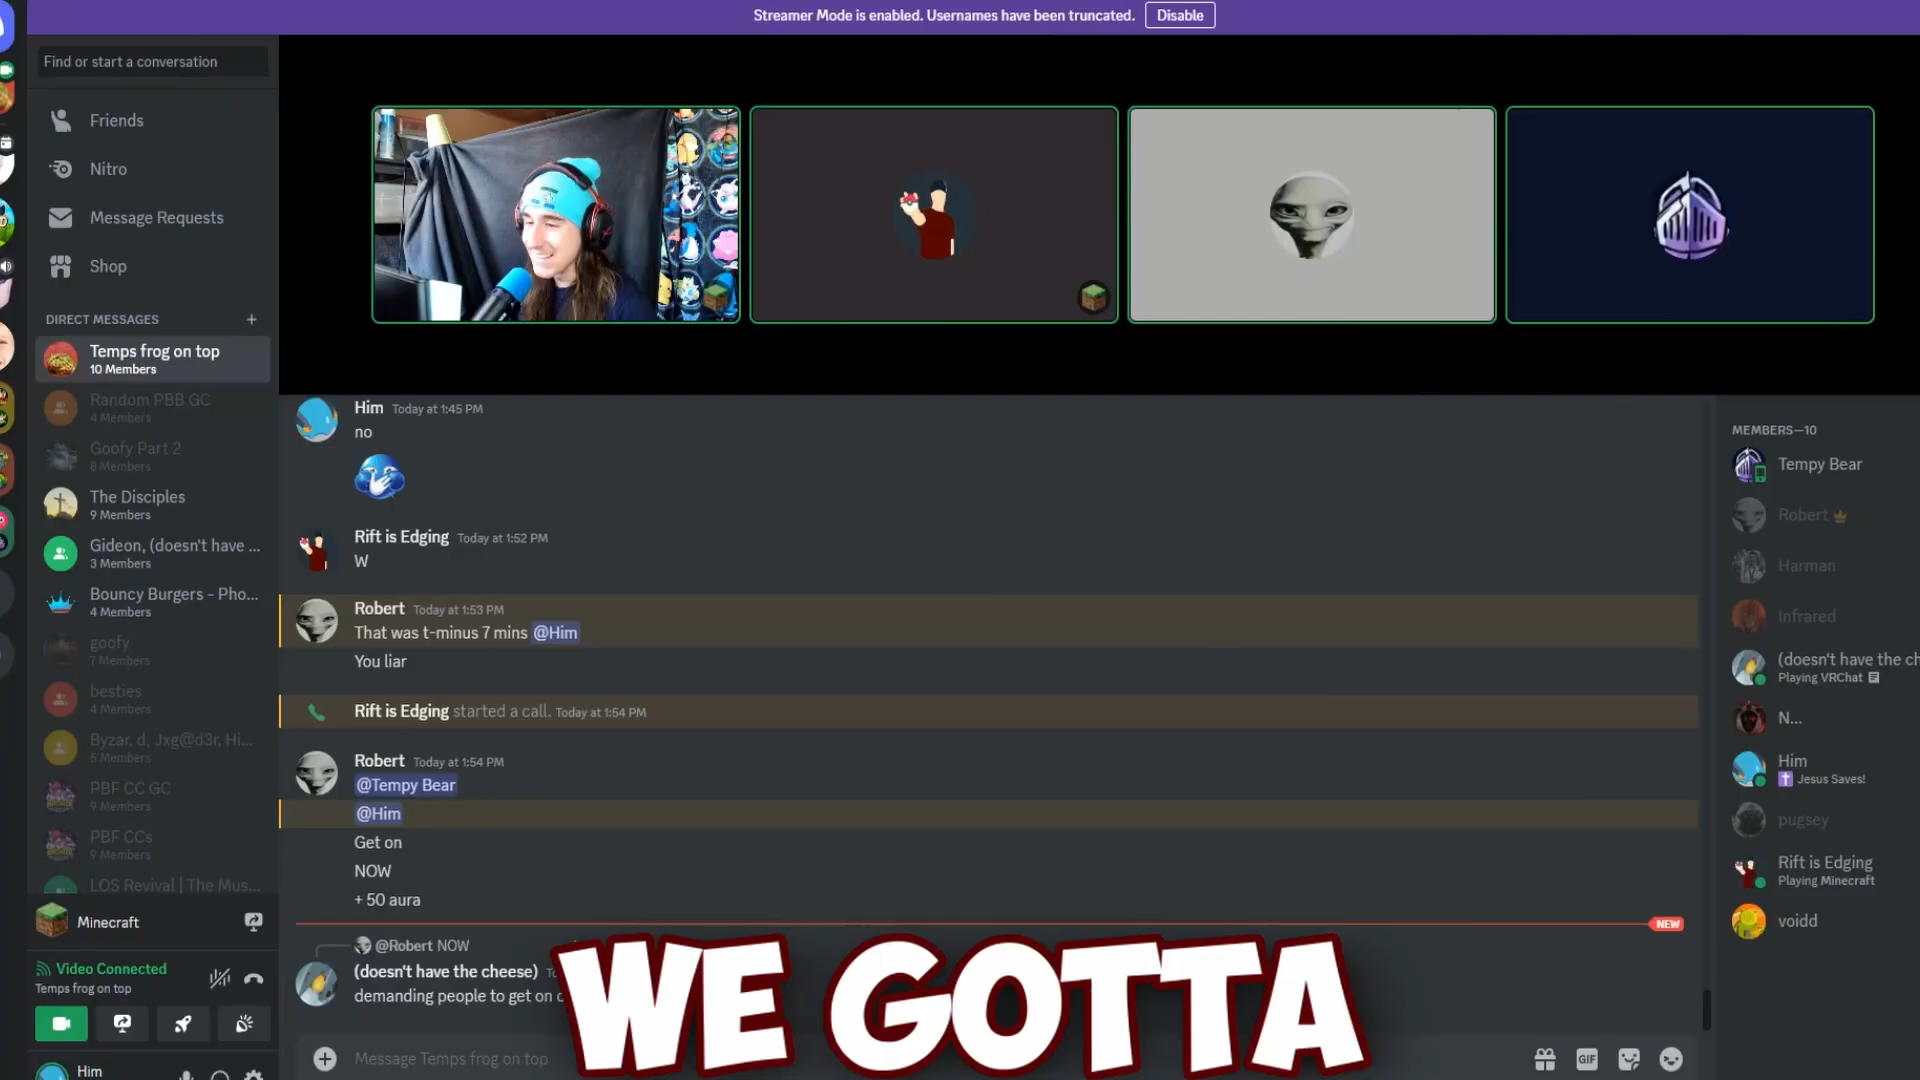 Streamer Mode is enabled. Usernames have been truncated. Disable
Find or start a conversation
Friends
Nitro
Message Requests
Shop
DIRECT MESSAGES
Temps frog on top
10 Members
Random PBB GC
4 Members
Goofy Part 2
8 Members
The Disciples
9 Members
Gideon, (doesn't have ...
3 Members
Bouncy Burgers - Pho...
4 Members
goofy
7 Members
besties
4 Members
Byzar, d, Jxg@d3r, Hi...
5 Members
PBF CC GC
9 Members
PBF CCs
9 Members
LOS Revival | The Mus...
Minecraft
Video Connected
Temps frog on top
Him
Him Today at 1:45 PM
no
Rift is Edging Today at 1:52 PM
W
Robert Today at 1:53 PM
That was t-minus 7 mins @Him
You liar
Rift is Edging started a call. Today at 1:54 PM
Robert Today at 1:54 PM
@Tempy Bear
@Him
Get on
NOW
+ 50 aura
NEW
@Robert NOW
(doesn't have the cheese)
demanding people to get on
WE GOTTA
Message Temps frog on top
GIF
MEMBERS—10
Tempy Bear
Robert
Harman
Infrared
(doesn't have the ch
Playing VRChat
N...
Him
Jesus Saves!
pugsey
Rift is Edging
Playing Minecraft
voidd